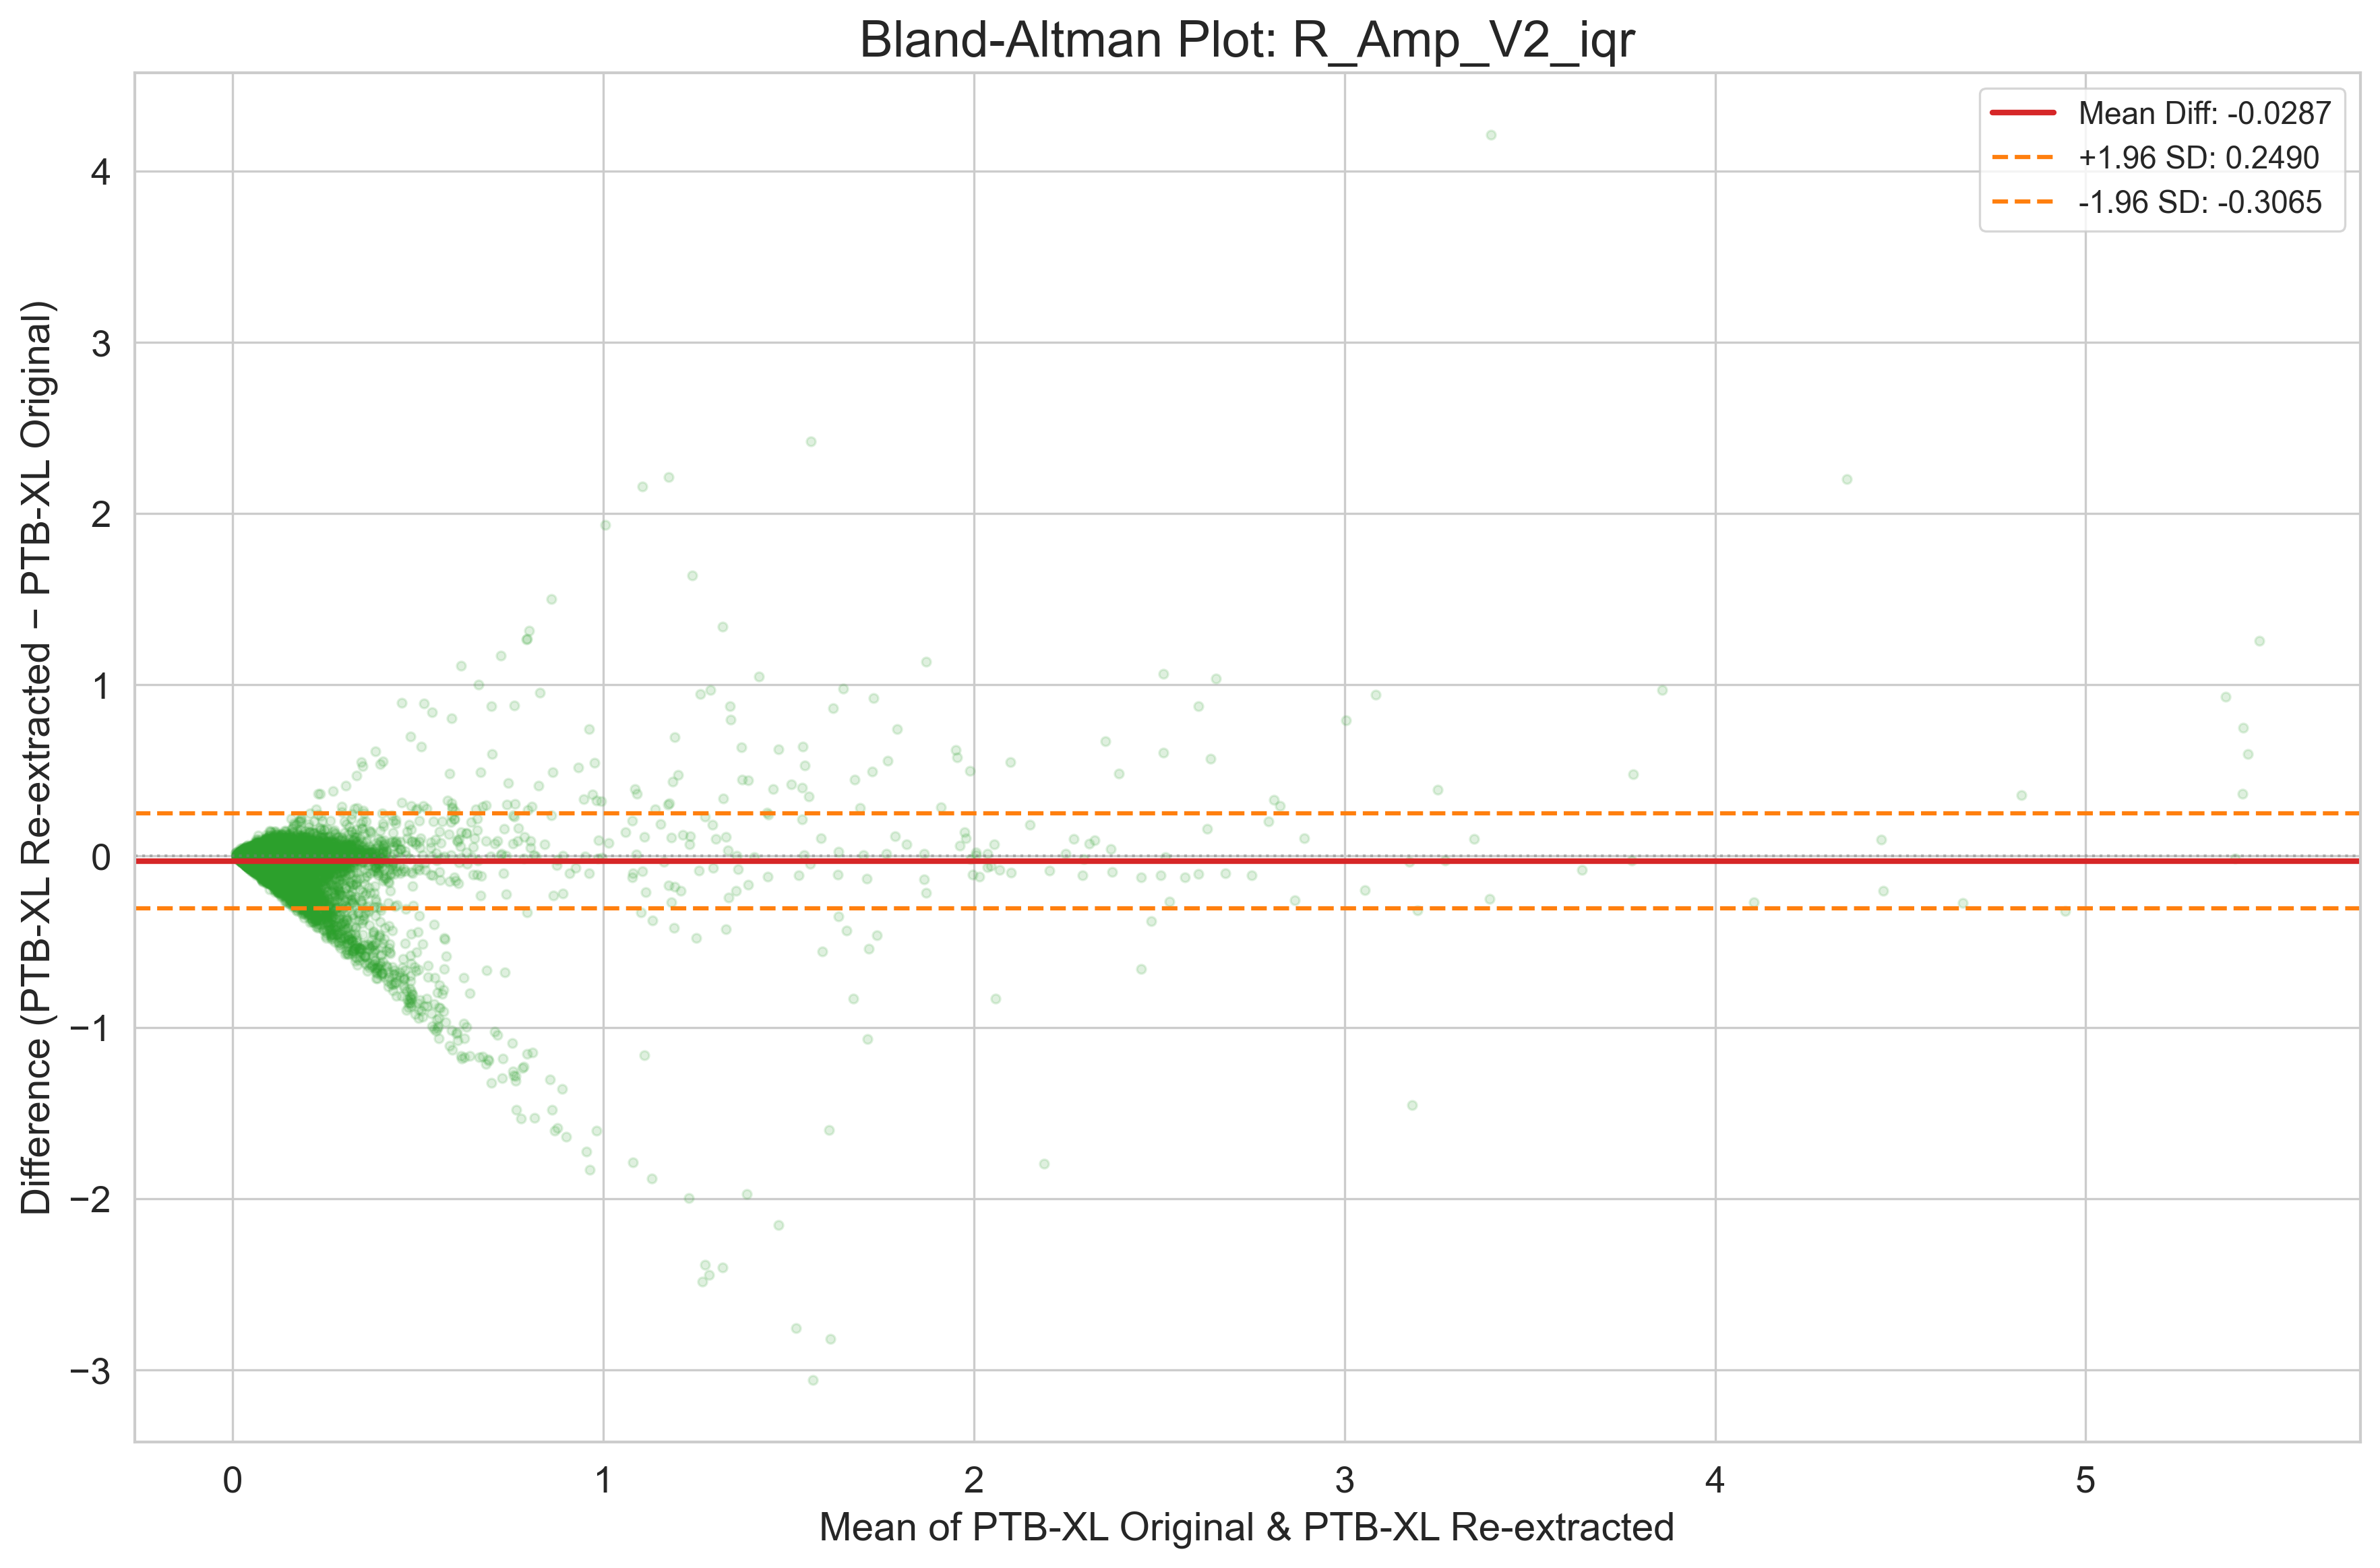 Bland-Altman Plot: R_Amp_V2_iqr
Mean Diff: -0.0287
+1.96 SD: 0.2490
-1.96 SD: -0.3065
Difference (PTB-XL Re-extracted − PTB-XL Original)
4
3
2
1
0
−1
−2
−3
0 1 2 3 4 5
Mean of PTB-XL Original & PTB-XL Re-extracted